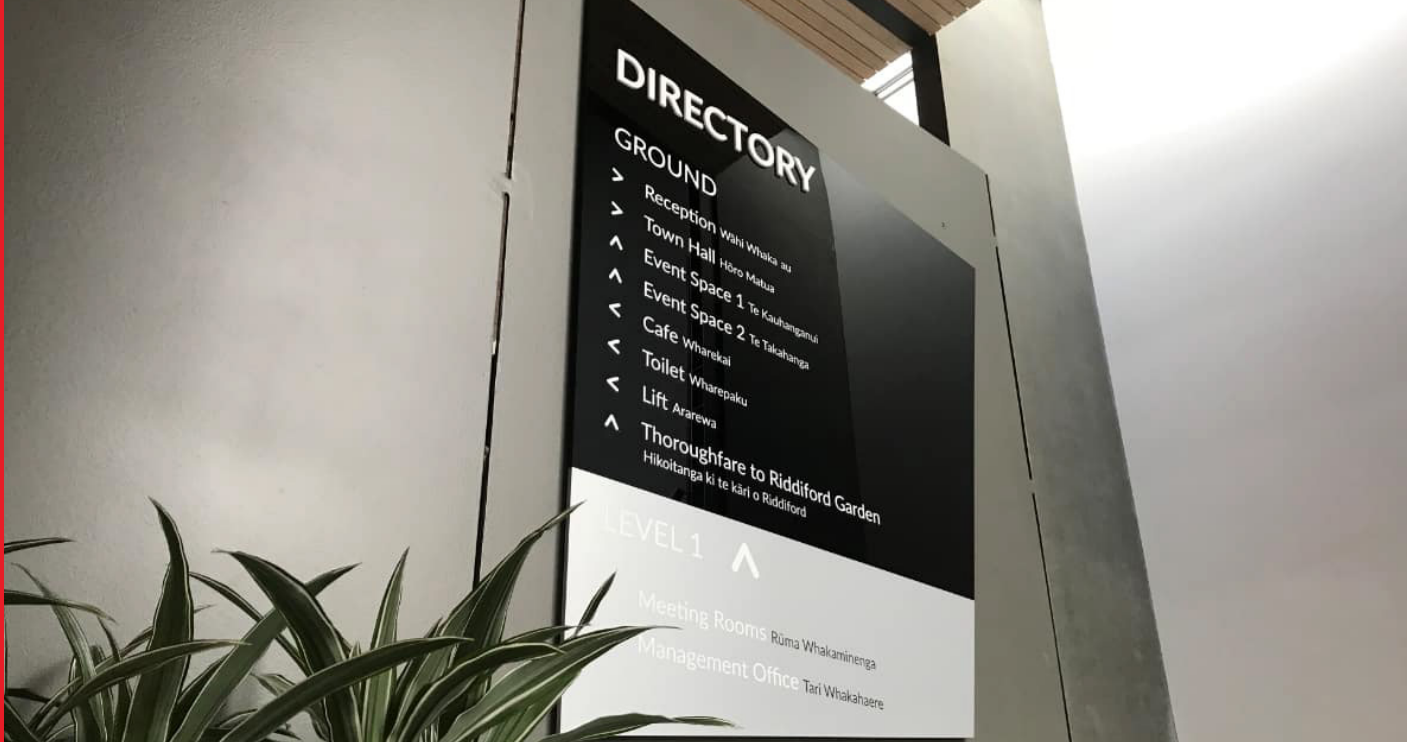 DIRECTORY
GROUND
> Reception Wāhi Whaka au
> Town Hall Hōro Matua
^ Event Space 1 Te Kauhanganui
^ Event Space 2 Te Takahanga
< Cafe Wharekai
< Toilet Wharepaku
< Lift Ararewa
^ Thoroughfare to Riddiford Garden
Hikoitanga ki te kāri o Riddiford
LEVEL 1 ^
Meeting Rooms Rūma Whakaminenga
Management Office Tari Whakahaere